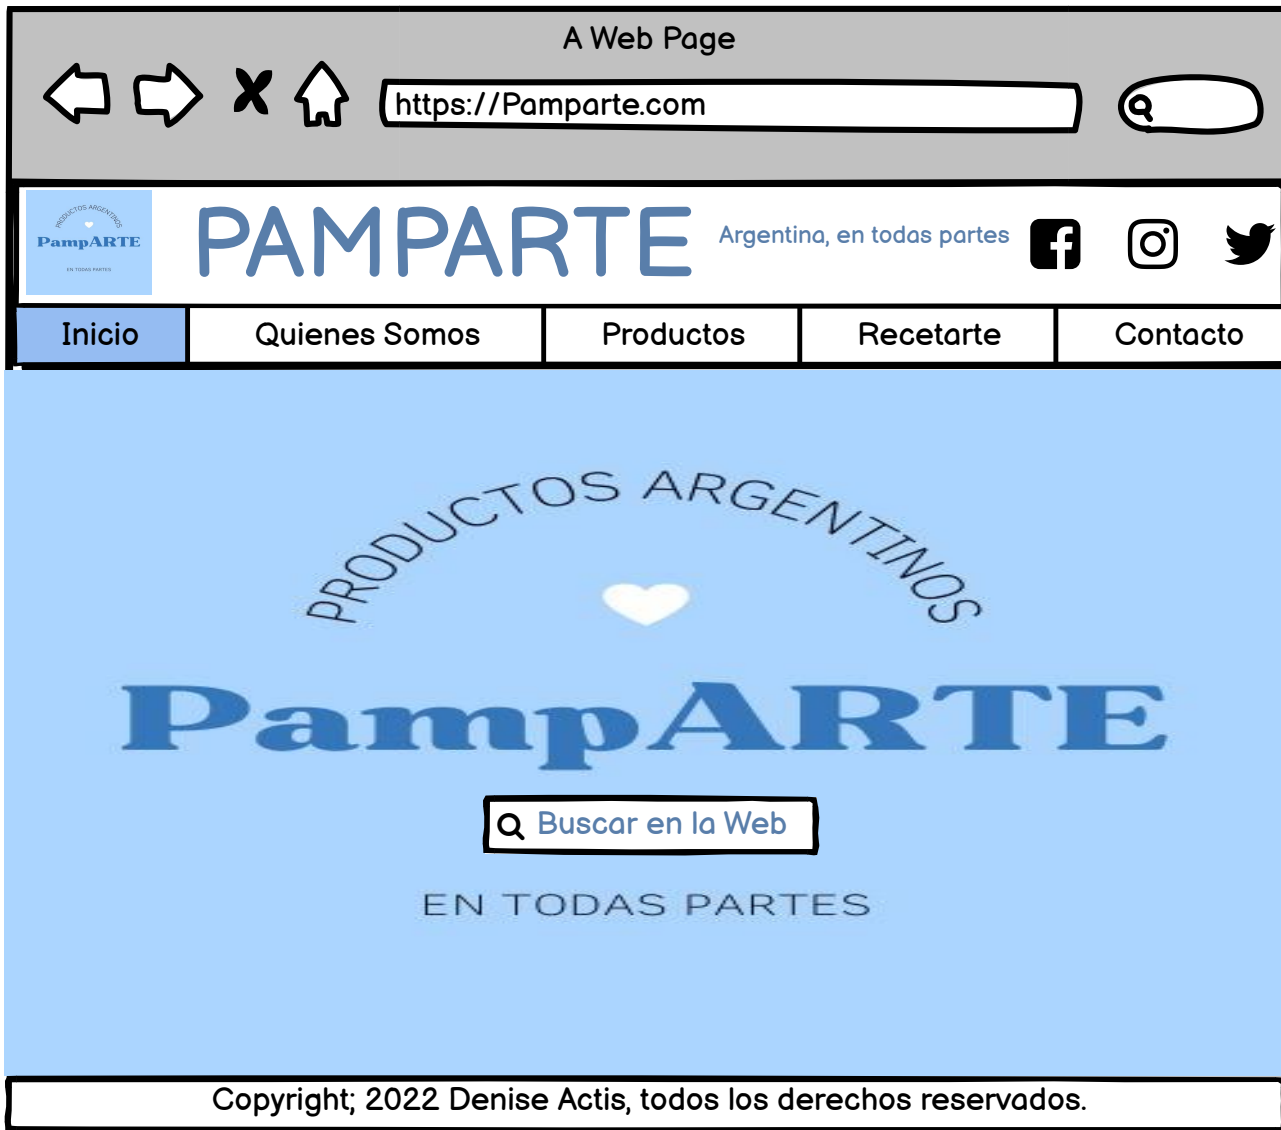 A Web Page
https://Pamparte.com
PRODUCTOS ARGENTINOS
PampARTE
EN TODAS PARTES
PAMPARTE
Argentina, en todas partes
Inicio
Quienes Somos
Productos
Recetarte
Contacto
PRODUCTOS ARGENTINOS
PampARTE
Buscar en la Web
EN TODAS PARTES
Copyright; 2022 Denise Actis, todos los derechos reservados.